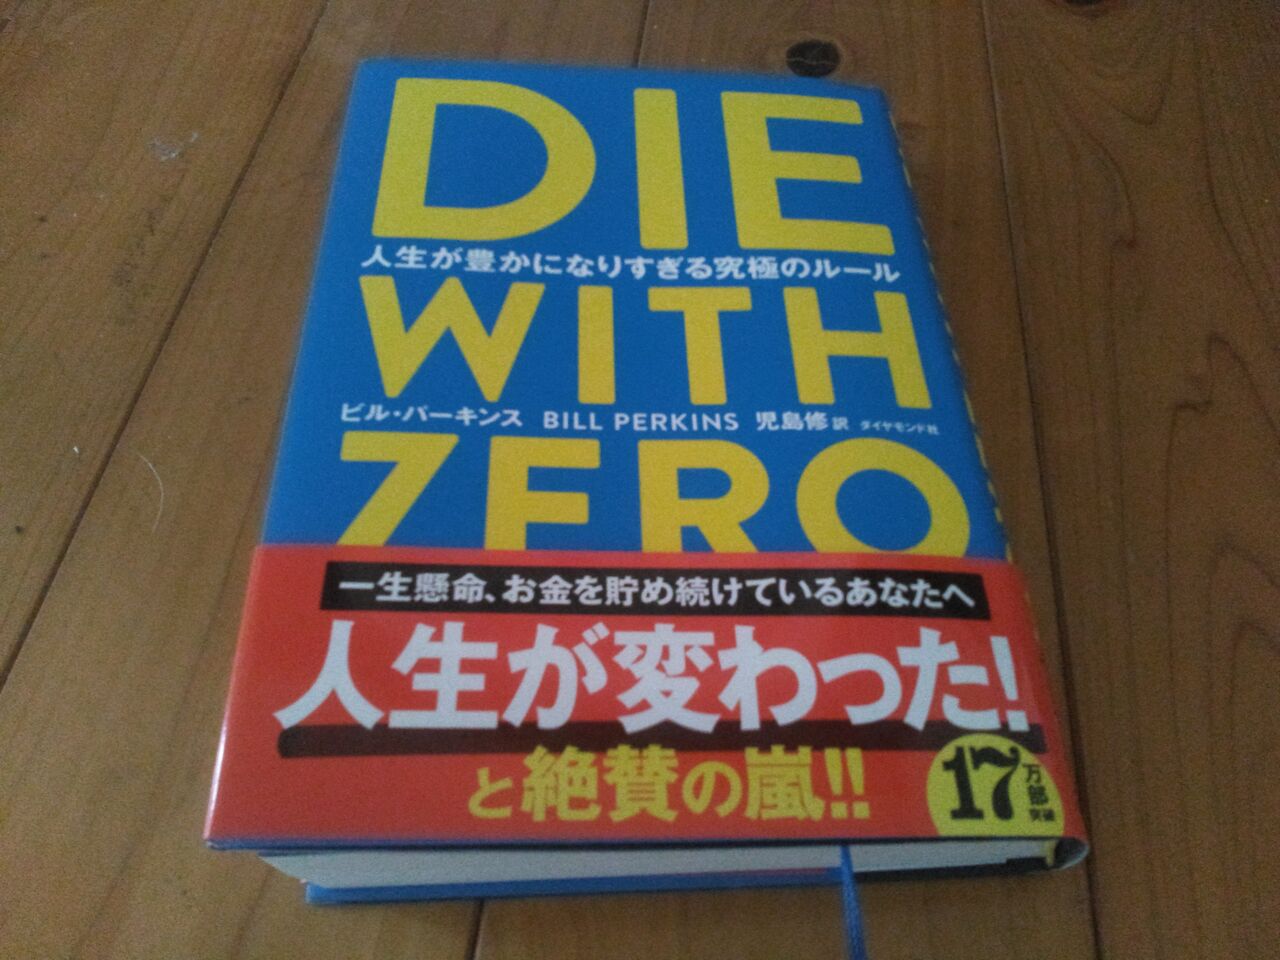 DIE
人生が豊かになりすぎる究極のルール
WITH
ビル・パーキンス BILL PERKINS 児島修 訳 ダイヤモンド社
ZERO
一生懸命、お金を貯め続けているあなたへ
人生が変わった!
と絶賛の嵐!!
17万部突破